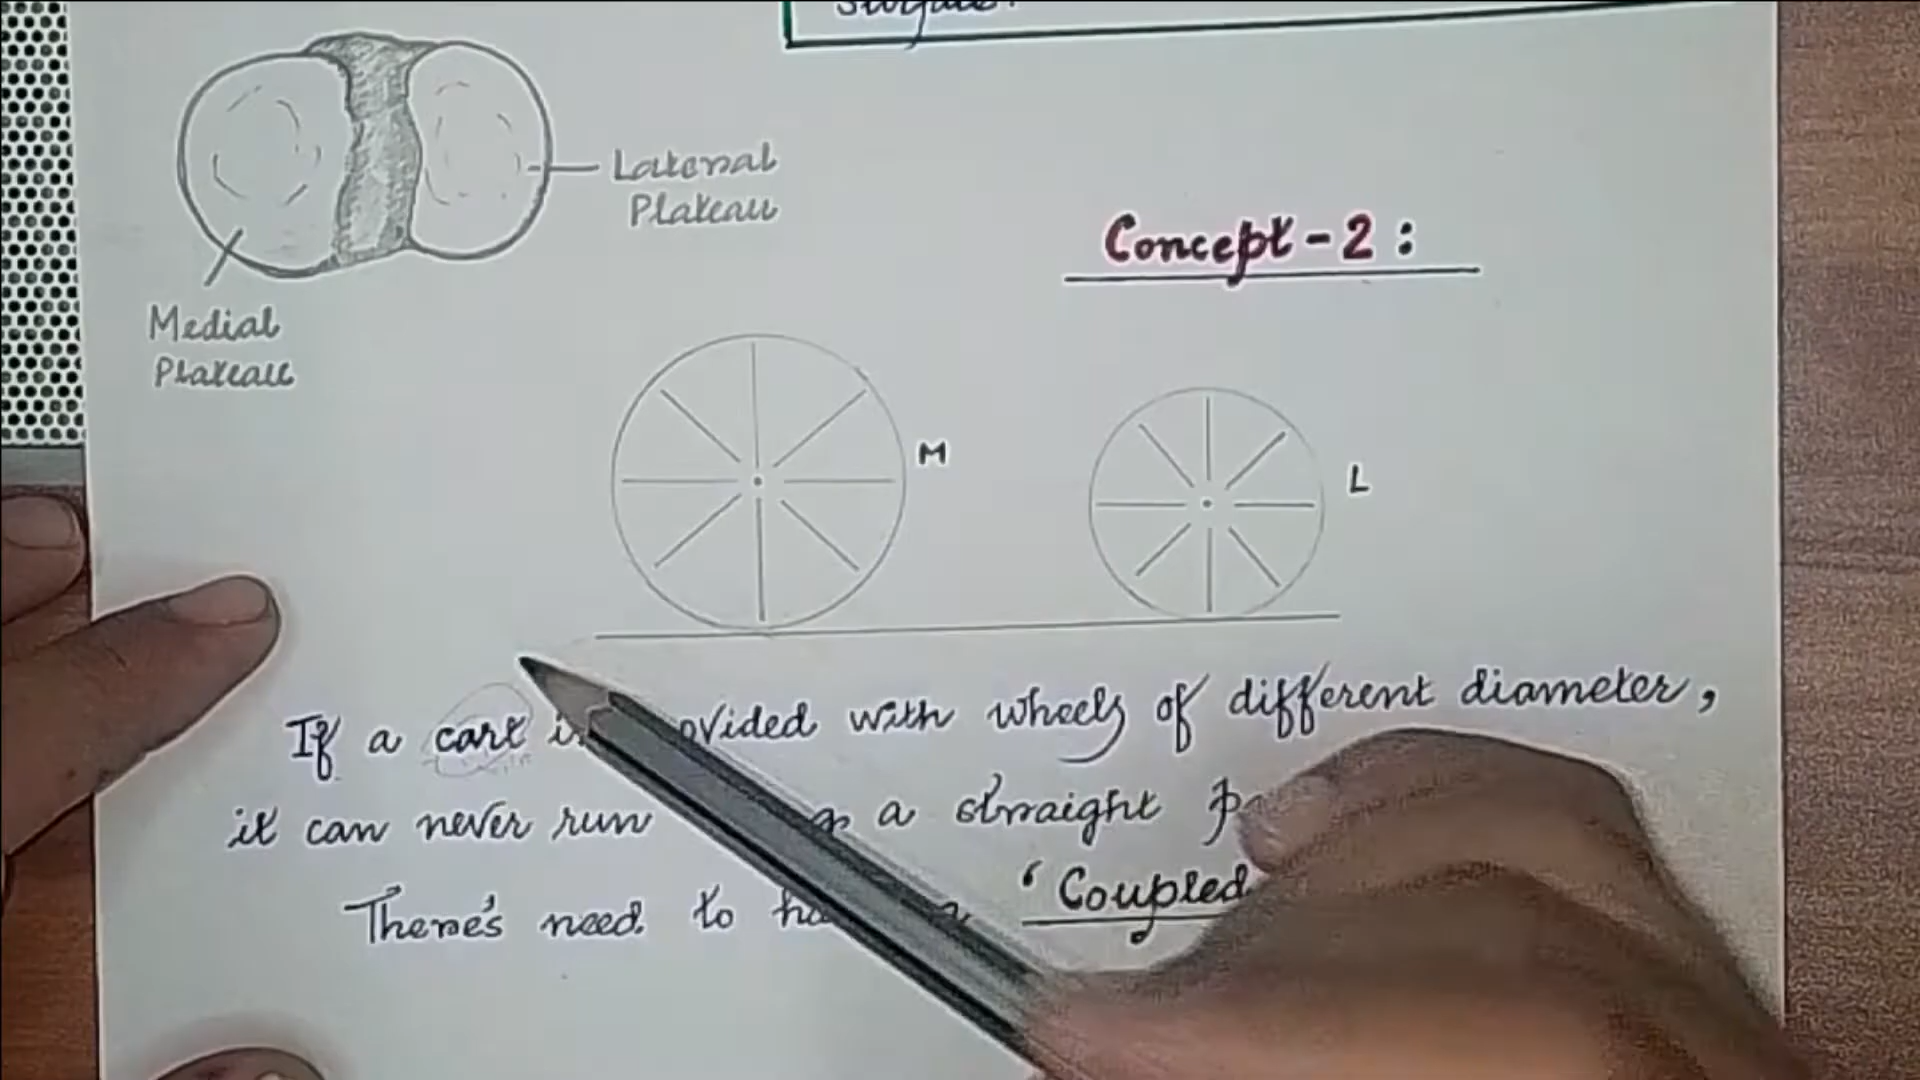 surface.
Lateral
Plateau
Concept-2:
Medial
Plateau
M
L
If a cart with wheels of different diameter,
it can never run a straight
There's need to 'Coupled